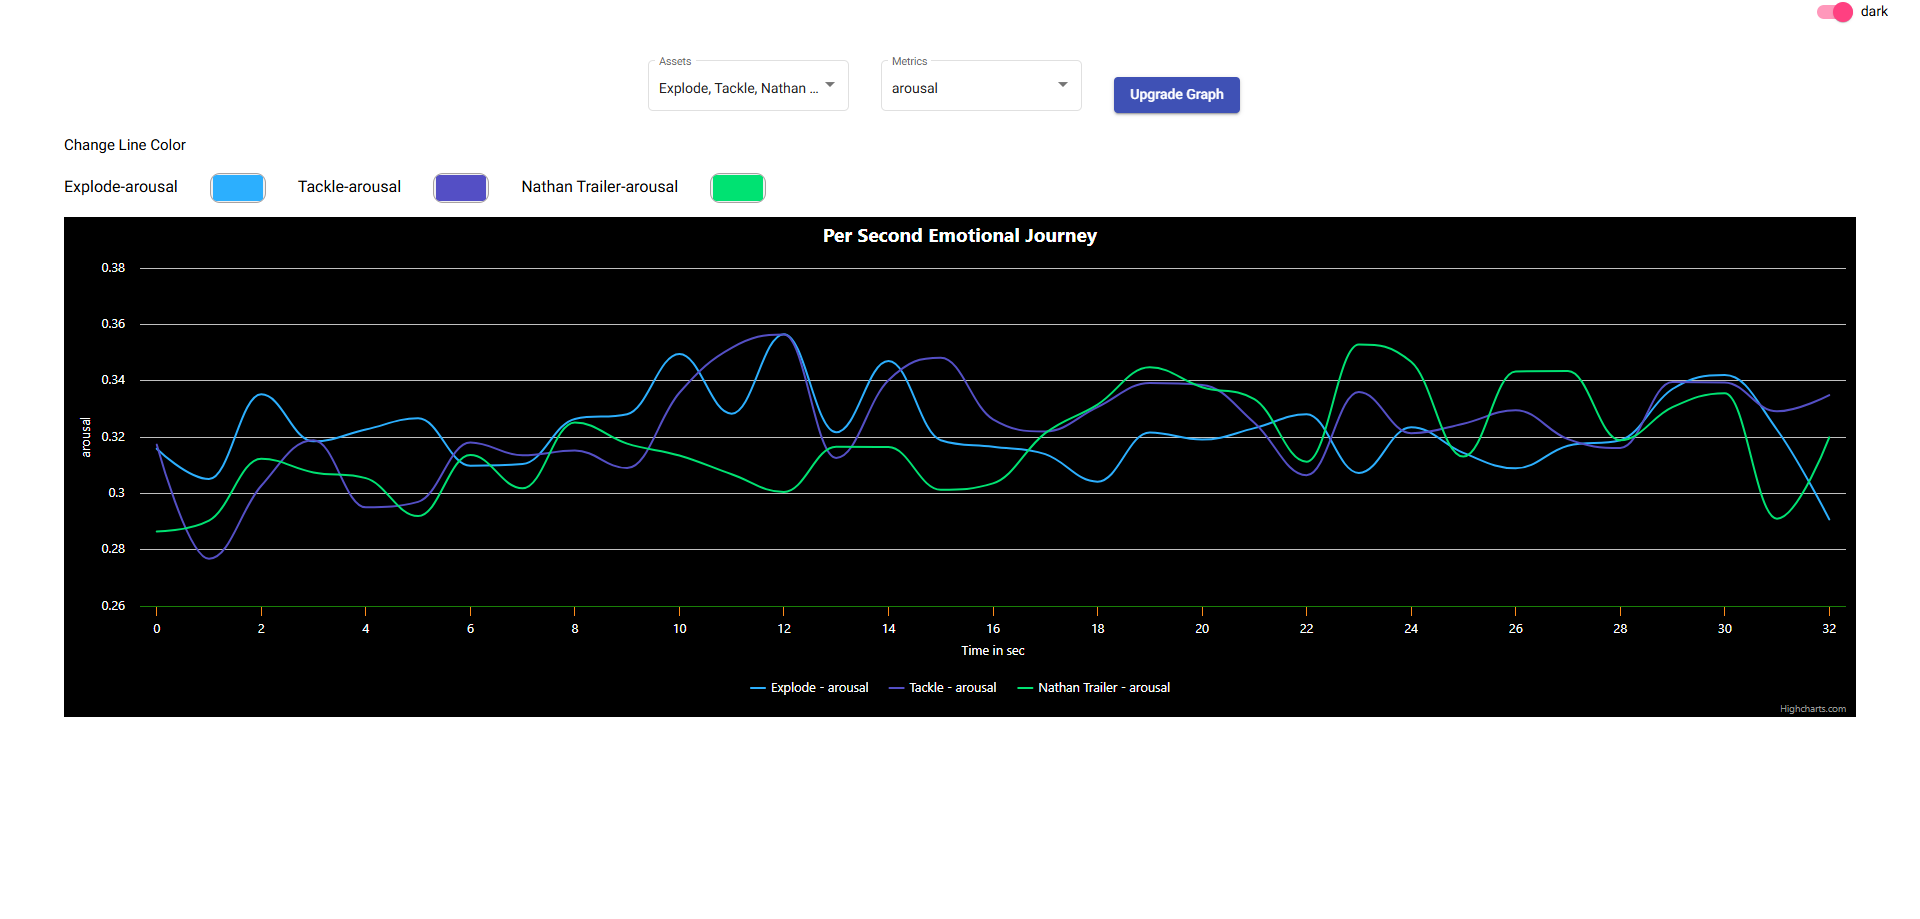 dark
Assets
Metrics
Explode, Tackle, Nathan ...
arousal
Upgrade Graph
Change Line Color
Explode-arousal
Tackle-arousal
Nathan Trailer-arousal
Per Second Emotional Journey
0.38
0.36
0.34
0.32
0.3
0.28
0.26
arousal
0 2 4 6 8 10 12 14 16 18 20 22 24 26 28 30 32
Time in sec
Explode - arousal Tackle - arousal Nathan Trailer - arousal
Highcharts.com